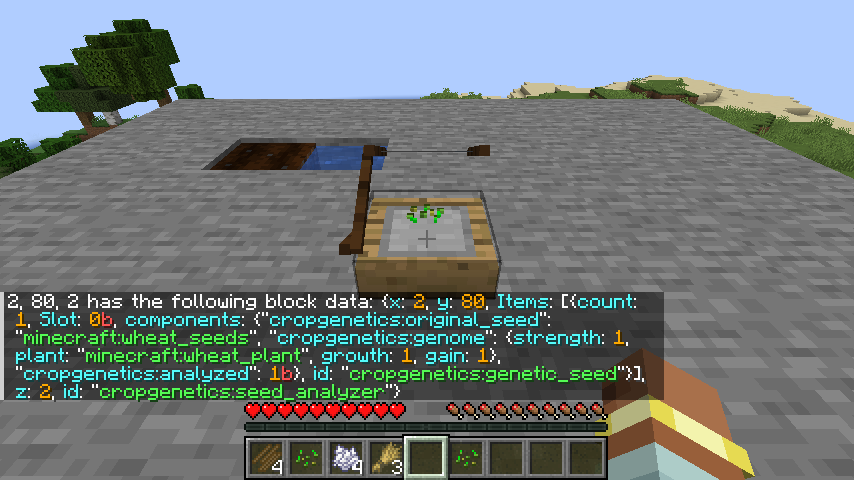 2, 80, 2 has the following block data: {x: 2, y: 80, Items: [{count:
1, Slot: 0b, components: {"cropgenetics:original_seed":
"minecraft:wheat_seeds", "cropgenetics:genome": {strength: 1,
plant: "minecraft:wheat_plant", growth: 1, gain: 1},
"cropgenetics:analyzed": 1b}, id: "cropgenetics:genetic_seed"}],
z: 2, id: "cropgenetics:seed_analyzer"}
4 4 3